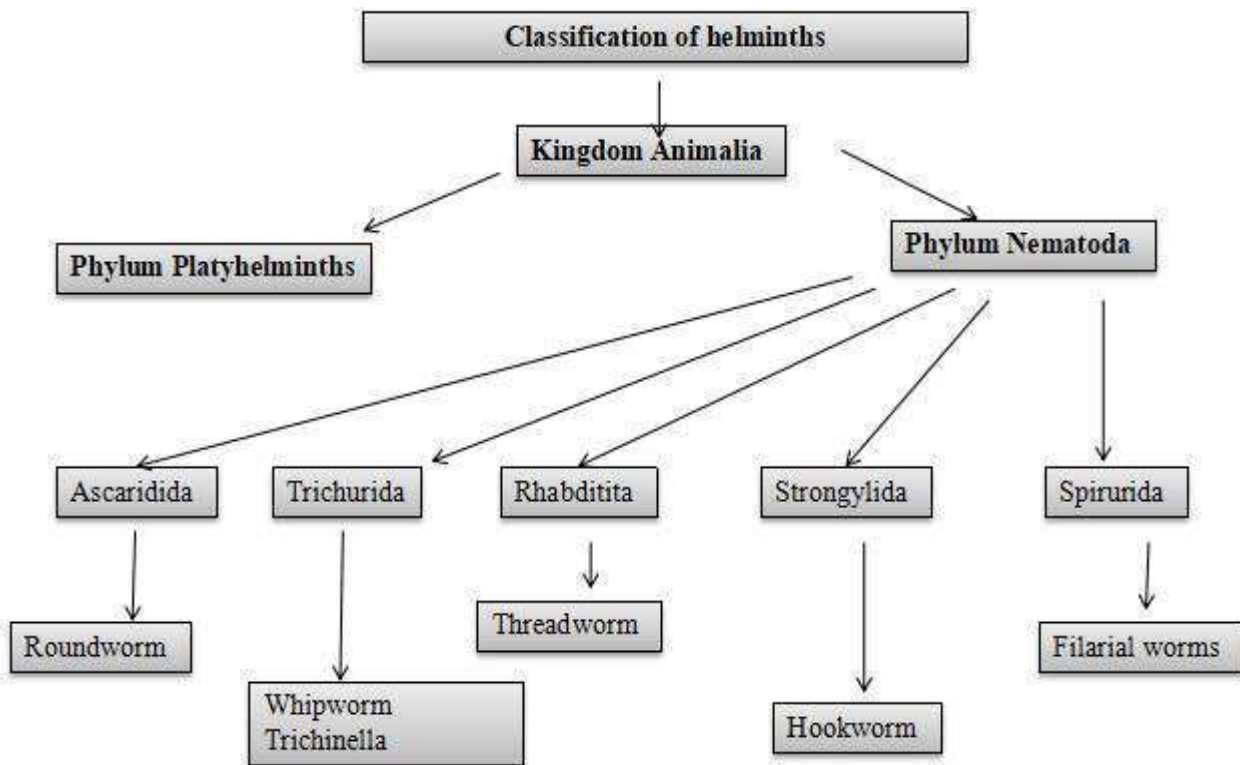 Classification of helminths
Kingdom Animalia
Phylum Platyhelminths
Phylum Nematoda
Ascaridida
Trichurida
Rhabditita
Strongylida
Spirurida
Roundworm
Whipworm
Trichinella
Threadworm
Hookworm
Filarial worms